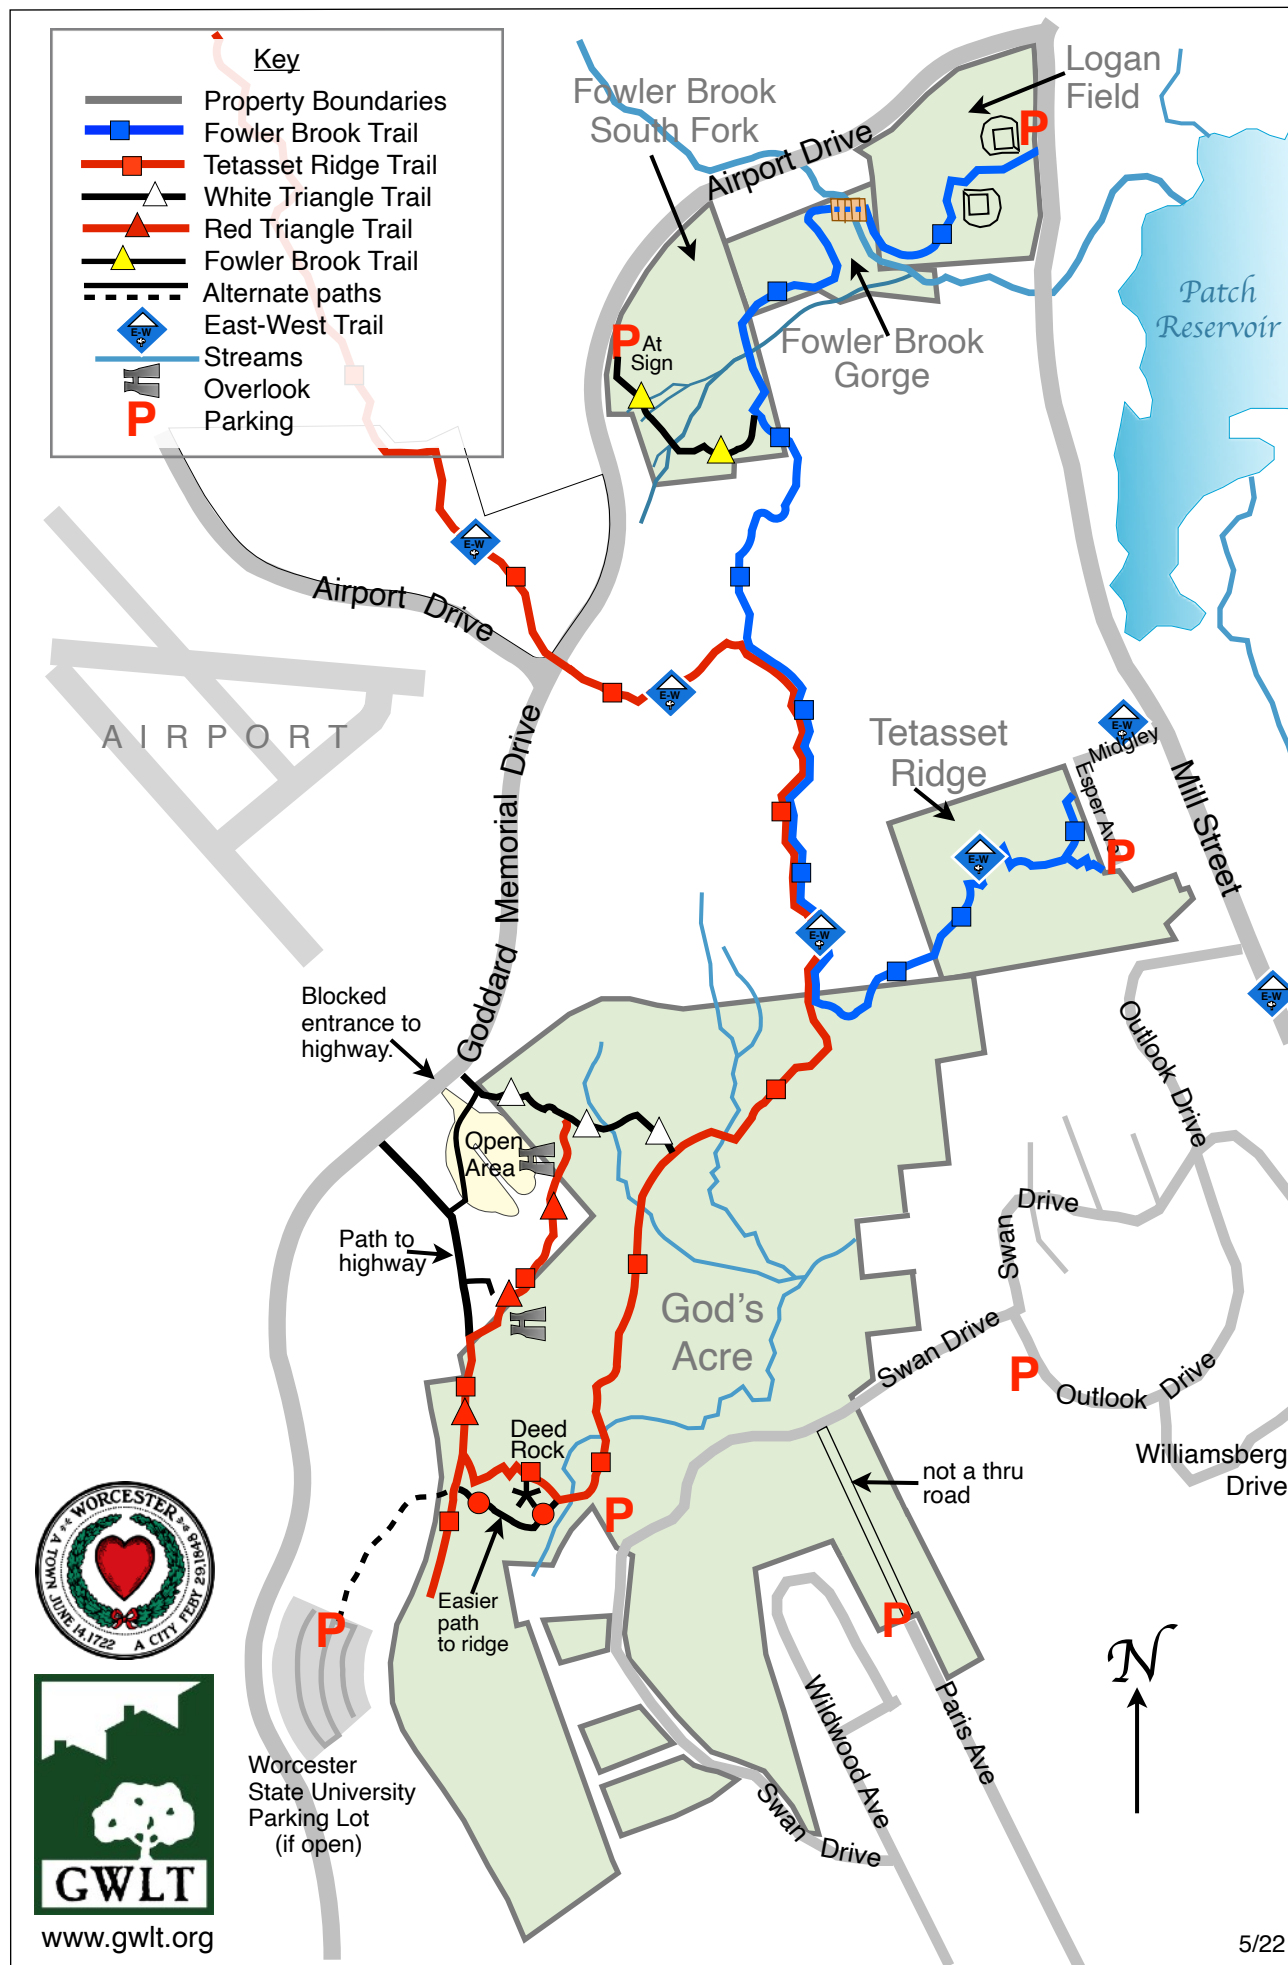 Key
Property Boundaries
Fowler Brook Trail
Tetasset Ridge Trail
White Triangle Trail
Red Triangle Trail
Fowler Brook Trail
Alternate paths
E-W
East-West Trail
Streams
Overlook
P
Parking
Fowler Brook
South Fork
Airport Drive
Logan
Field
P
Patch
Reservoir
P
At
Sign
Fowler Brook
Gorge
E-W
Airport Drive
E-W
AIRPORT
Goddard Memorial Drive
Tetasset
Ridge
E-W
Midgley
Esper Ave
P
Mill Street
E-W
E-W
E-W
Blocked
entrance to
highway.
Outlook Drive
Open
Area
Path to
highway
Swan Drive
God's
Acre
Swan Drive
P
Outlook Drive
Williamsberg
Drive
Deed
Rock
not a thru
road
P
Easier
path
to ridge
P
P
WORCESTER
A TOWN JUNE 14, 1722 A CITY FEBY 29, 1848
Wildwood Ave
Paris Ave
N
Worcester
State University
Parking Lot
(if open)
Swan Drive
GWLT
www.gwlt.org
5/22